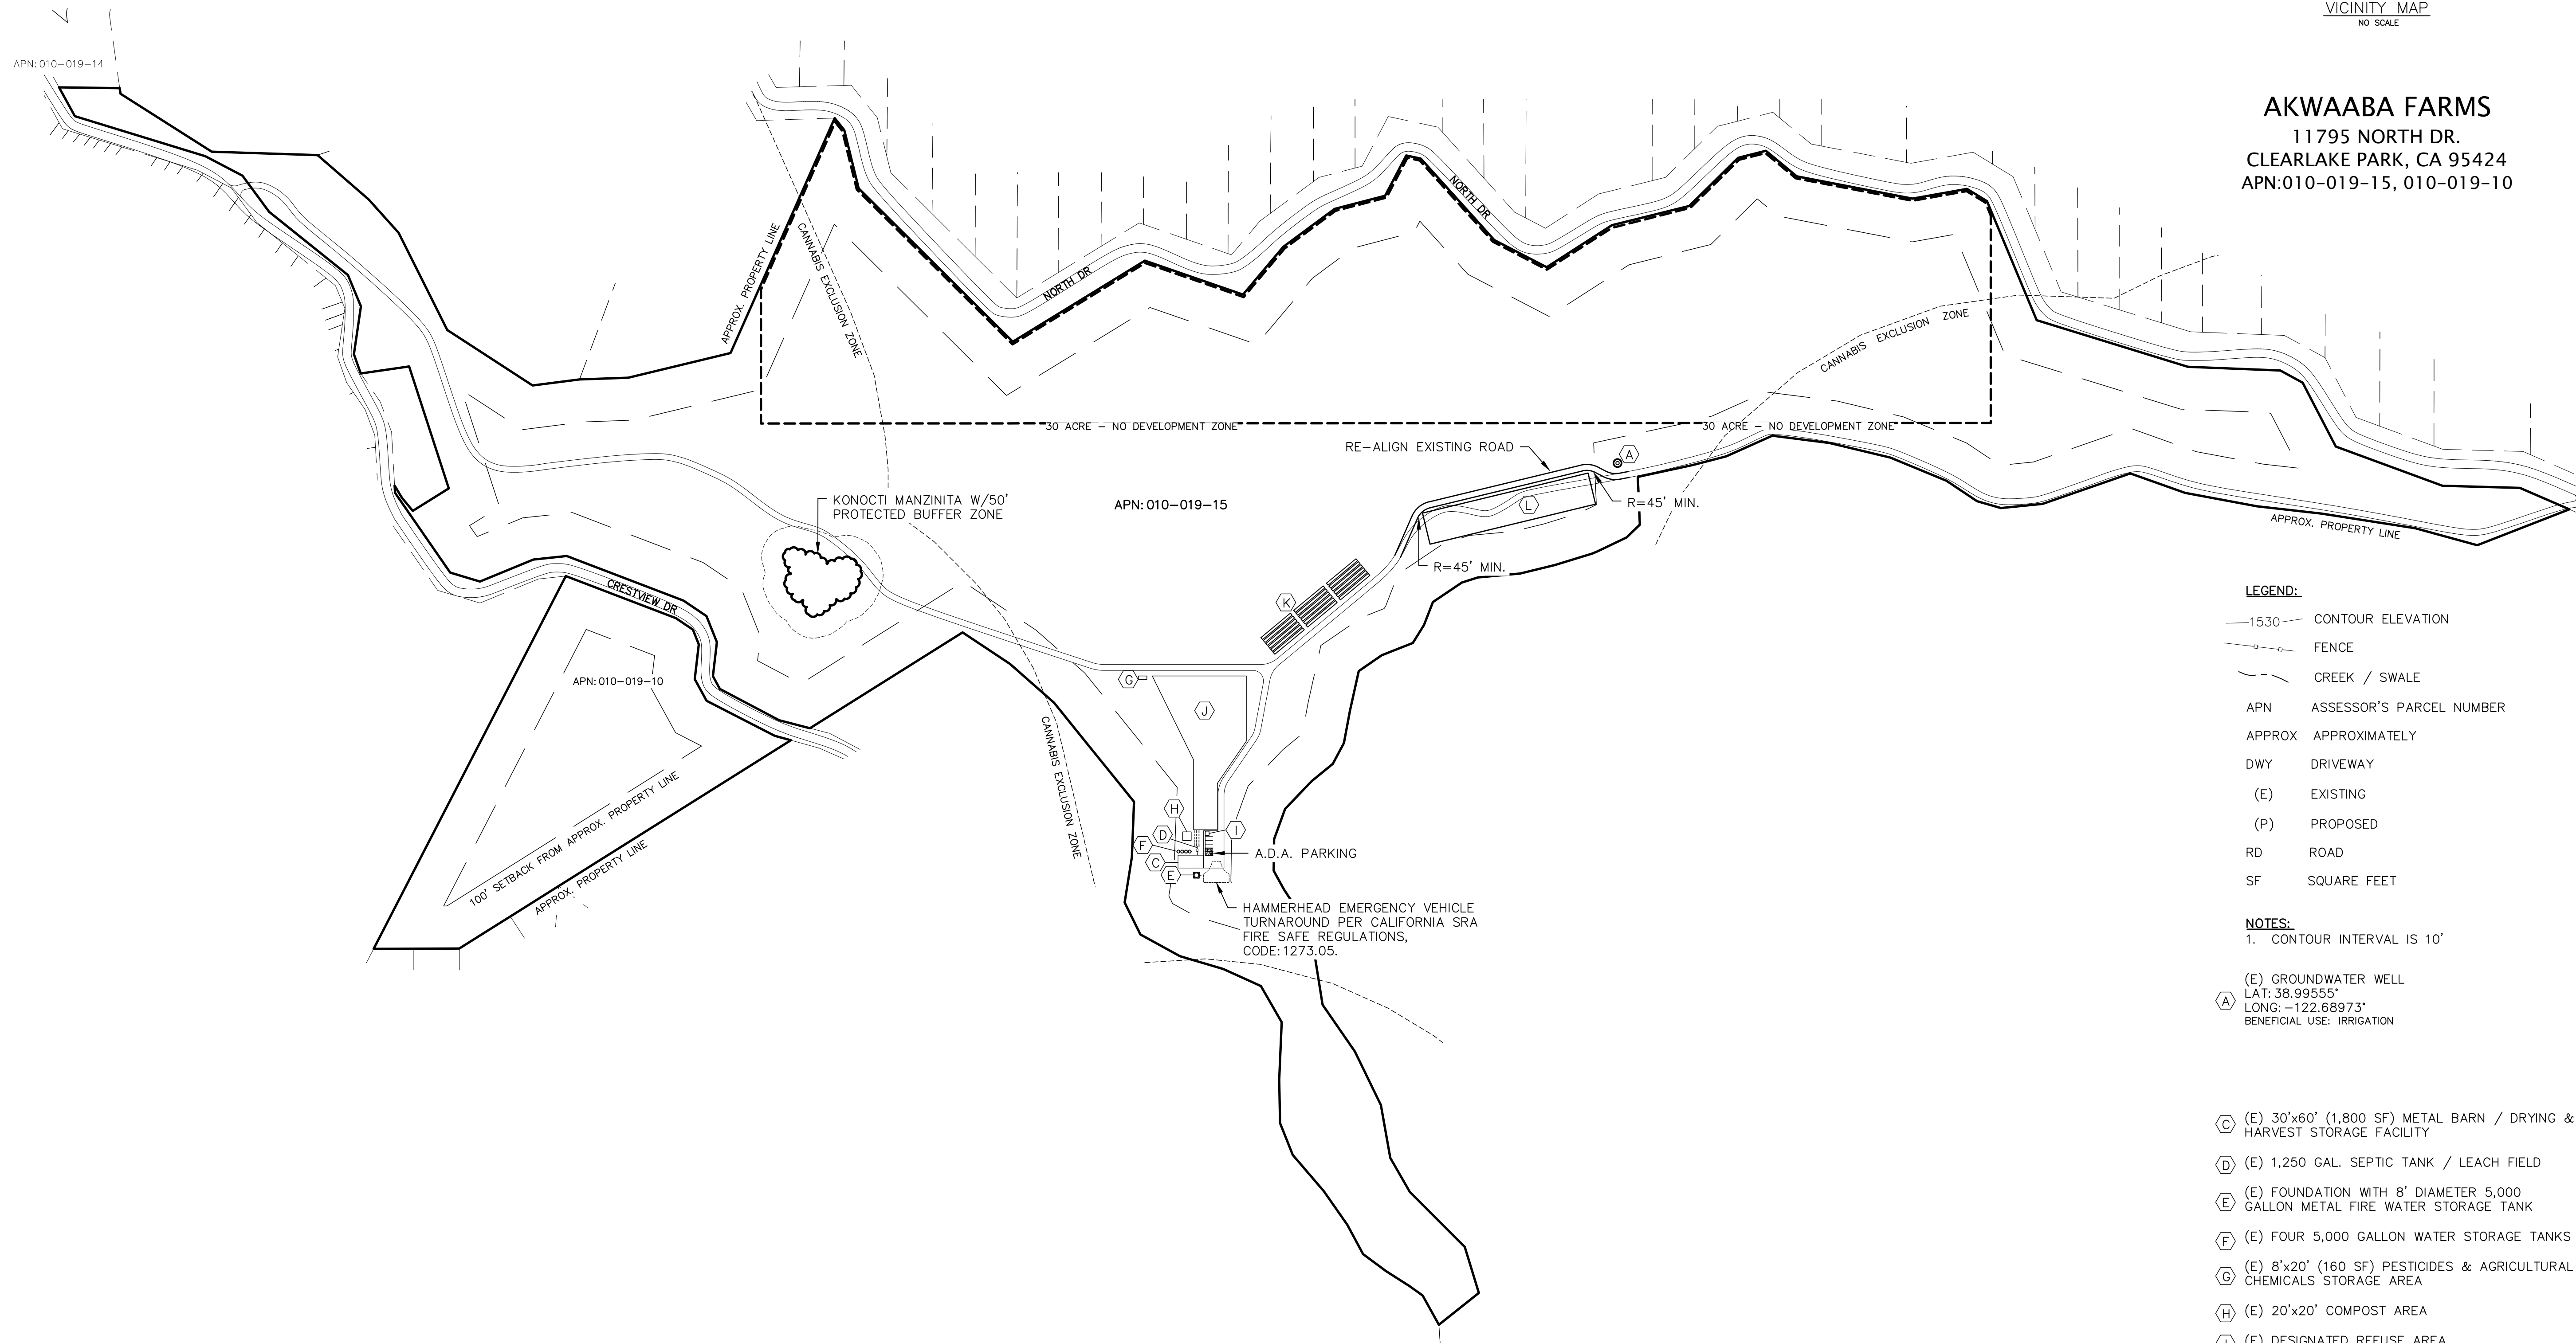 VICINITY MAP
NO SCALE
AKWAABA FARMS
11795 NORTH DR.
CLEARLAKE PARK, CA 95424
APN:010-019-15, 010-019-10
APN: 010-019-14
APPROX. PROPERTY LINE
CANNABIS EXCLUSION ZONE
NORTH DR
NORTH DR
CANNABIS EXCLUSION ZONE
30 ACRE - NO DEVELOPMENT ZONE
30 ACRE - NO DEVELOPMENT ZONE
RE-ALIGN EXISTING ROAD
A
KONOCTI MANZINITA W/50'
PROTECTED BUFFER ZONE
APN: 010-019-15
L
R=45' MIN.
R=45' MIN.
APPROX. PROPERTY LINE
CRESTVIEW DR
K
APN: 010-019-10
G
J
CANNABIS EXCLUSION ZONE
100' SETBACK FROM APPROX. PROPERTY LINE
APPROX. PROPERTY LINE
H
D
I
F
C
A.D.A. PARKING
E
HAMMERHEAD EMERGENCY VEHICLE
TURNAROUND PER CALIFORNIA SRA
FIRE SAFE REGULATIONS,
CODE: 1273.05.
LEGEND:
1530 CONTOUR ELEVATION
FENCE
CREEK / SWALE
APN ASSESSOR'S PARCEL NUMBER
APPROX APPROXIMATELY
DWY DRIVEWAY
(E) EXISTING
(P) PROPOSED
RD ROAD
SF SQUARE FEET
NOTES:
1. CONTOUR INTERVAL IS 10'
A (E) GROUNDWATER WELL
LAT: 38.99555°
LONG: -122.68973°
BENEFICIAL USE: IRRIGATION
C (E) 30'x60' (1,800 SF) METAL BARN / DRYING &
HARVEST STORAGE FACILITY
D (E) 1,250 GAL. SEPTIC TANK / LEACH FIELD
E (E) FOUNDATION WITH 8' DIAMETER 5,000
GALLON METAL FIRE WATER STORAGE TANK
F (E) FOUR 5,000 GALLON WATER STORAGE TANKS
G (E) 8'x20' (160 SF) PESTICIDES & AGRICULTURAL
CHEMICALS STORAGE AREA
H (E) 20'x20' COMPOST AREA
I (E) DESIGNATED REFUSE AREA